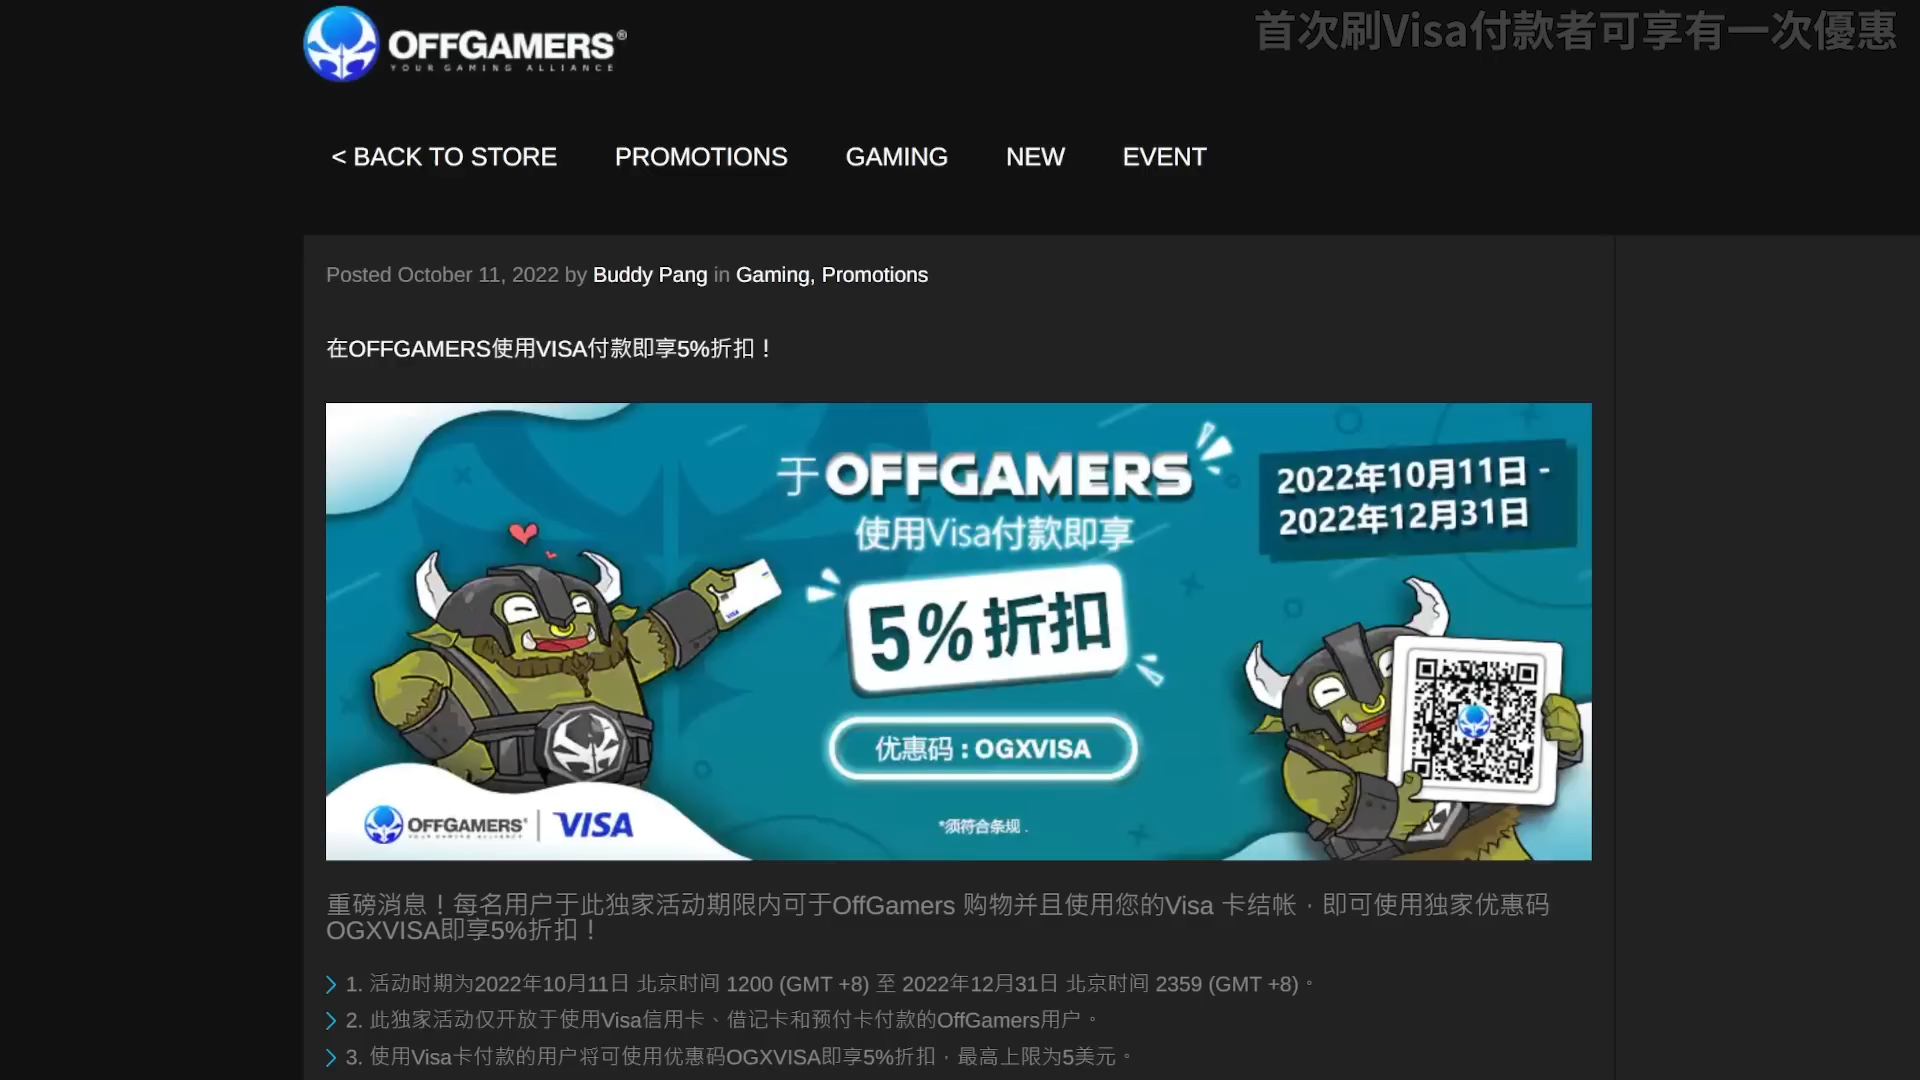 OFFGAMERS®
YOUR GAMING ALLIANCE
首次刷Visa付款者可享有一次優惠
< BACK TO STORE
PROMOTIONS
GAMING
NEW
EVENT
Posted October 11, 2022 by Buddy Pang in Gaming, Promotions
在OFFGAMERS使用VISA付款即享5%折扣！
于OFFGAMERS
使用Visa付款即享
5%折扣
优惠码 : OGXVISA
*须符合条规 .
2022年10月11日 -
2022年12月31日
VISA
OFFGAMERS®
YOUR GAMING ALLIANCE
VISA
重磅消息！每名用户于此独家活动期限内可于OffGamers 购物并且使用您的Visa 卡结帐，即可使用独家优惠码
OGXVISA即享5%折扣！
1. 活动时期为2022年10月11日 北京时间 1200 (GMT +8) 至 2022年12月31日 北京时间 2359 (GMT +8)。
2. 此独家活动仅开放于使用Visa信用卡、借记卡和预付卡付款的OffGamers用户。
3. 使用Visa卡付款的用户将可使用优惠码OGXVISA即享5%折扣，最高上限为5美元。